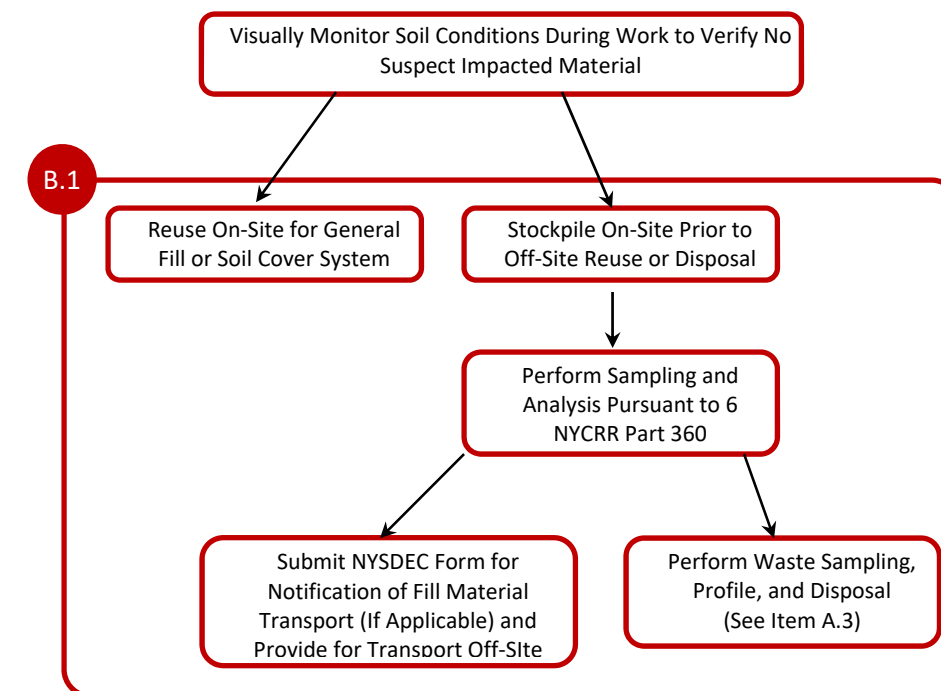 Visually Monitor Soil Conditions During Work to Verify No
Suspect Impacted Material
B.1
Reuse On-Site for General
Fill or Soil Cover System
Stockpile On-Site Prior to
Off-Site Reuse or Disposal
Perform Sampling and
Analysis Pursuant to 6
NYCRR Part 360
Submit NYSDEC Form for
Notification of Fill Material
Transport (If Applicable) and
Provide for Transport Off-SIte
Perform Waste Sampling,
Profile, and Disposal
(See Item A.3)